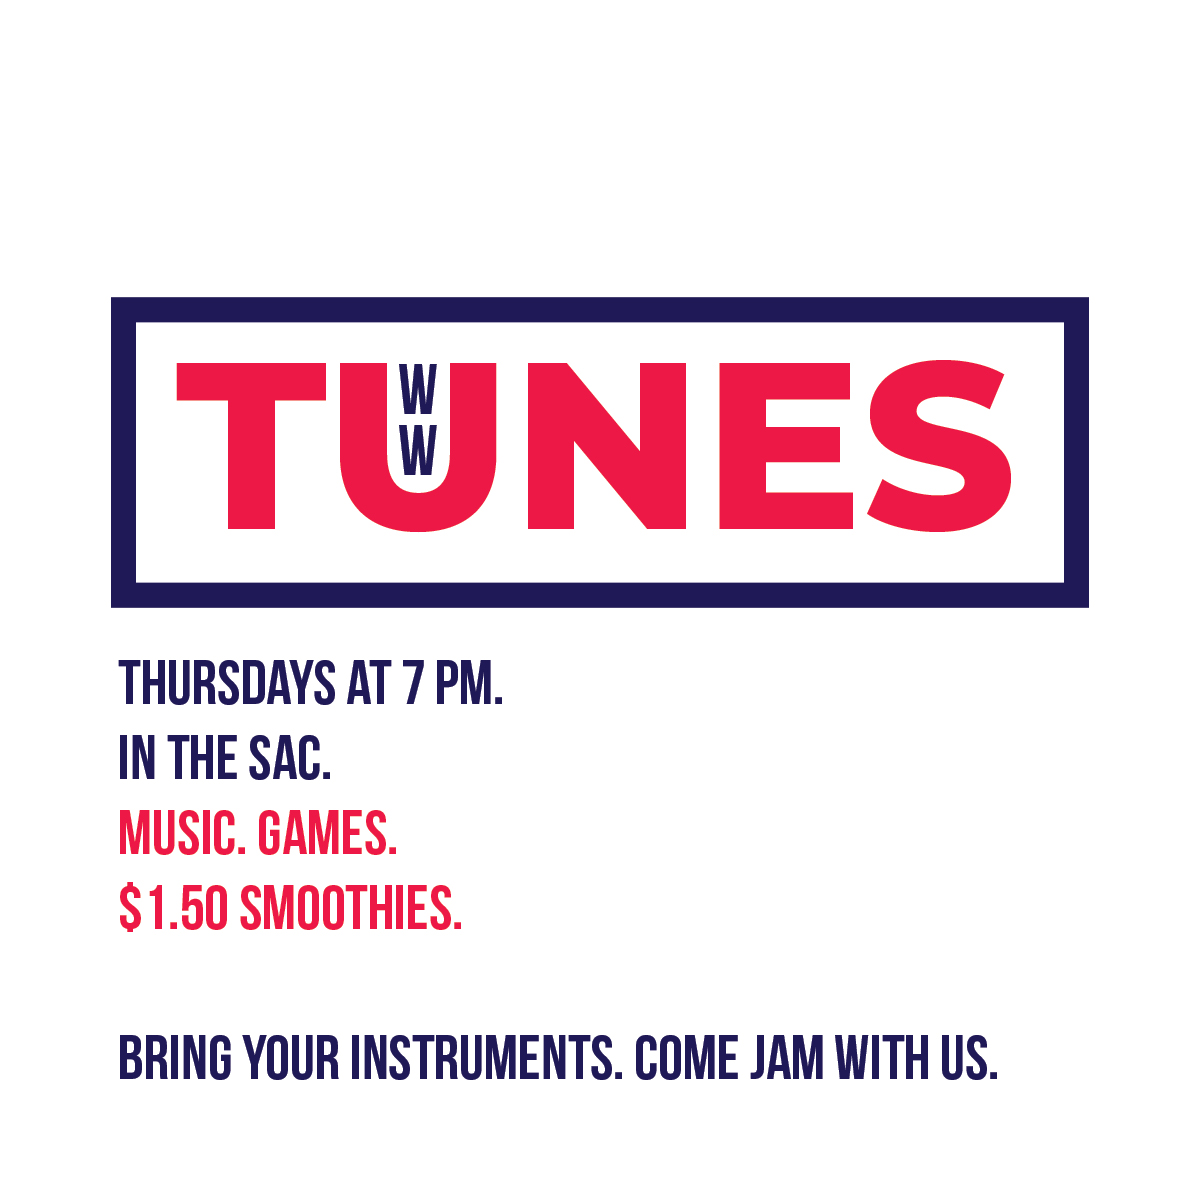 TUNES
W
W
THURSDAYS AT 7 PM.
IN THE SAC.
MUSIC. GAMES.
$1.50 SMOOTHIES.
BRING YOUR INSTRUMENTS. COME JAM WITH US.